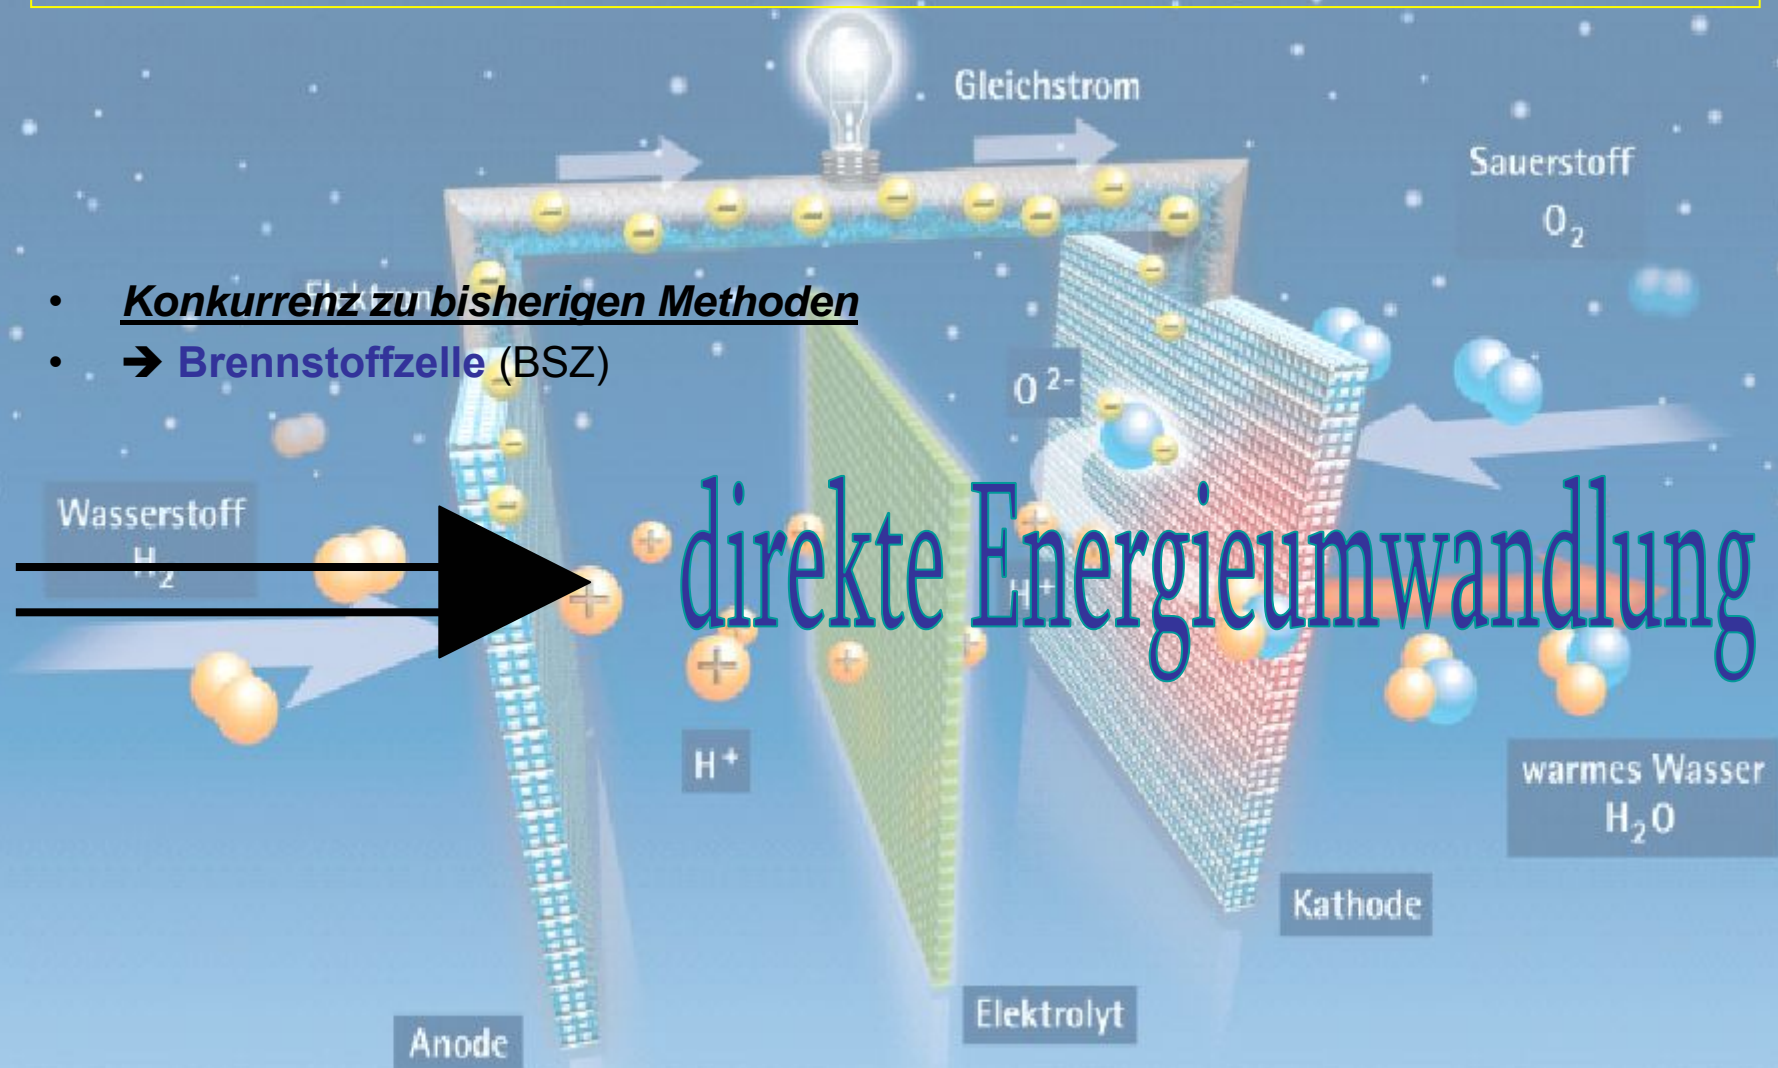 Gleichstrom
Sauerstoff
O₂
• Konkurrenz zu bisherigen Methoden
• ➔ Brennstoffzelle (BSZ)
O²⁻
Wasserstoff
H₂
direkte Energieumwandlung
H⁺
H⁺
warmes Wasser
H₂O
Kathode
Elektrolyt
Anode